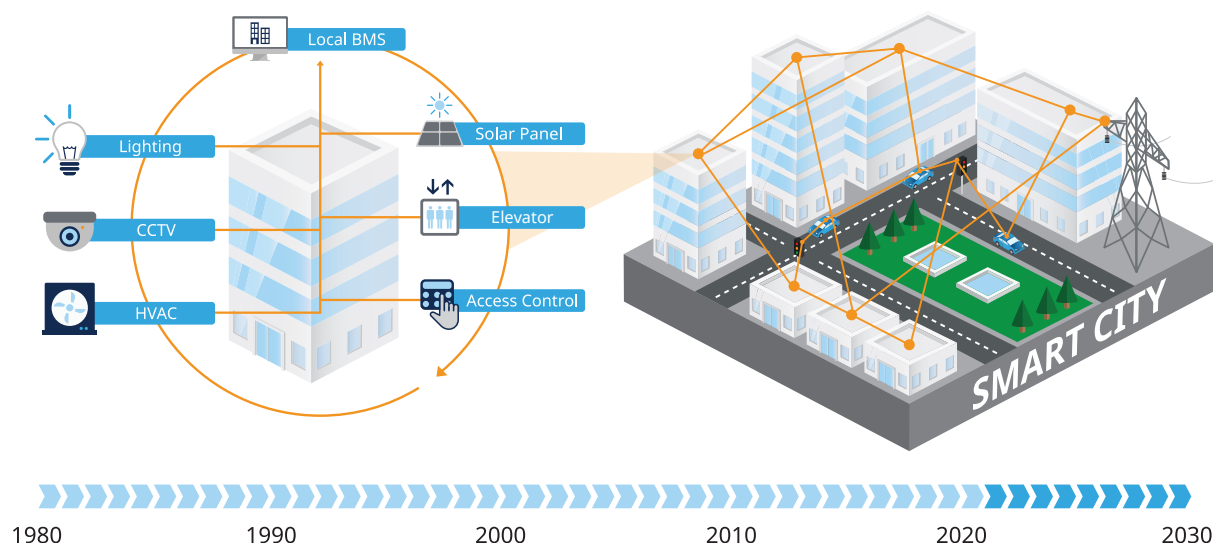 Local BMS
Lighting
Solar Panel
CCTV
Elevator
HVAC
Access Control
SMART CITY
1980
1990
2000
2010
2020
2030